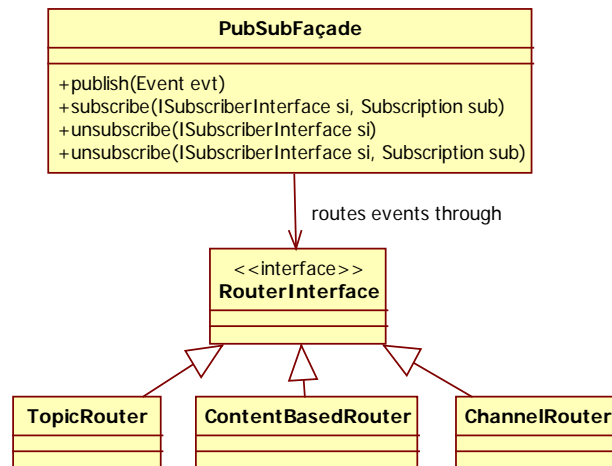 PubSubFaçade
+publish(Event evt)
+subscribe(ISubscriberInterface si, Subscription sub)
+unsubscribe(ISubscriberInterface si)
+unsubscribe(ISubscriberInterface si, Subscription sub)
routes events through
<<interface>>
RouterInterface
TopicRouter
ContentBasedRouter
ChannelRouter